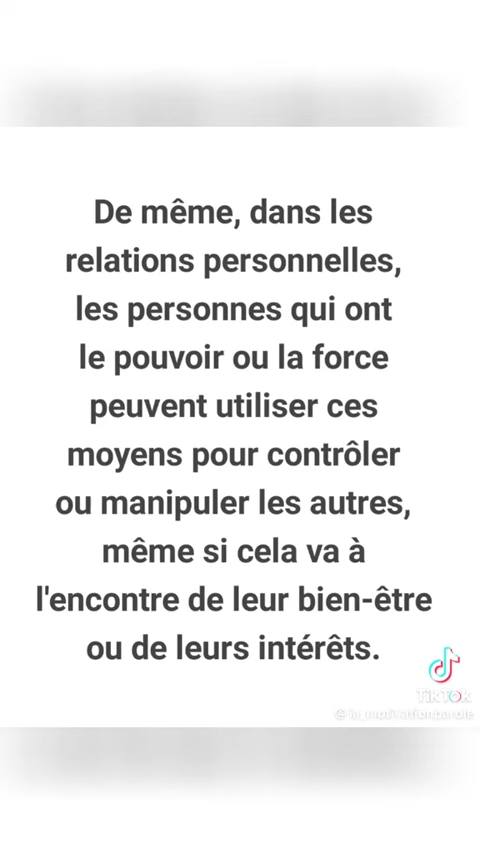 De même, dans les
relations personnelles,
les personnes qui ont
le pouvoir ou la force
peuvent utiliser ces
moyens pour contrôler
ou manipuler les autres,
même si cela va à
l'encontre de leur bien-être
ou de leurs intérêts.
TikTok